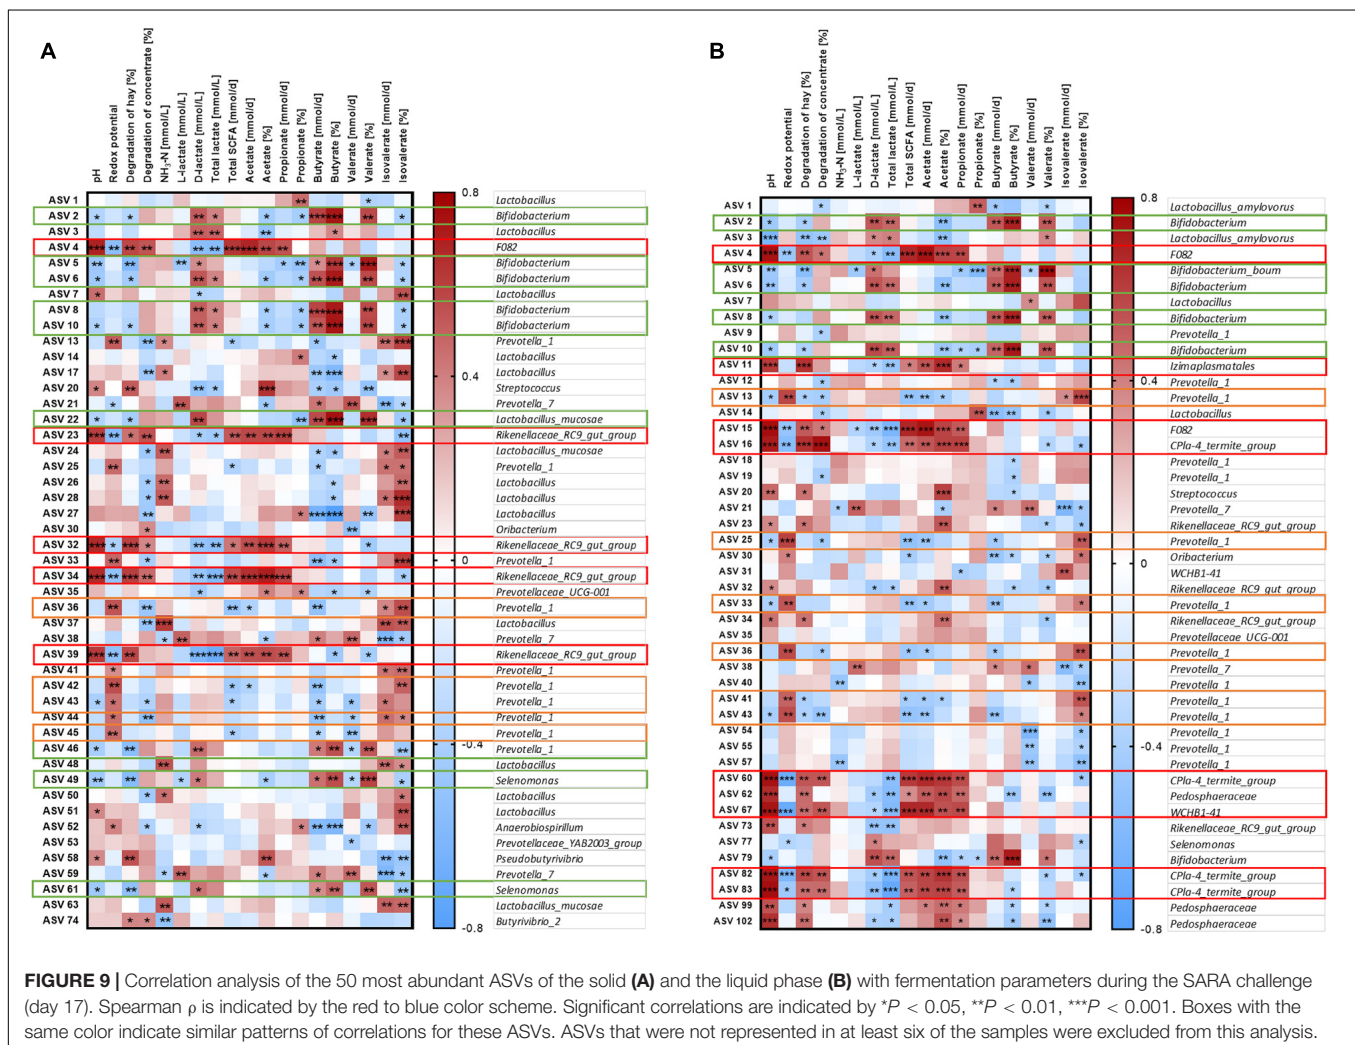 A
pH
Redox potential
Degradation of hay [%]
Degradation of concentrate [%]
NH3-N [mmol/L]
L-lactate [mmol/L]
D-lactate [mmol/L]
Total lactate [mmol/L]
Total SCFA [mmol/d]
Acetate [mmol/d]
Acetate [%]
Propionate [mmol/d]
Propionate [%]
Butyrate [mmol/d]
Butyrate [%]
Valerate [mmol/d]
Valerate [%]
Isovalerate [mmol/d]
Isovalerate [%]
ASV 1 Lactobacillus
ASV 2 Bifidobacterium
ASV 3 Lactobacillus
ASV 4 F082
ASV 5 Bifidobacterium
ASV 6 Bifidobacterium
ASV 7 Lactobacillus
ASV 8 Bifidobacterium
ASV 10 Bifidobacterium
ASV 13 Prevotella_1
ASV 14 Lactobacillus
ASV 17 Lactobacillus
ASV 20 Streptococcus
ASV 21 Prevotella_7
ASV 22 Lactobacillus_mucosae
ASV 23 Rikenellaceae_RC9_gut_group
ASV 24 Lactobacillus_mucosae
ASV 25 Prevotella_1
ASV 26 Lactobacillus
ASV 28 Lactobacillus
ASV 27 Lactobacillus
ASV 30 Oribacterium
ASV 32 Rikenellaceae_RC9_gut_group
ASV 33 Prevotella_1
ASV 34 Rikenellaceae_RC9_gut_group
ASV 35 Prevotellaceae_UCG-001
ASV 36 Prevotella_1
ASV 37 Lactobacillus
ASV 38 Prevotella_7
ASV 39 Rikenellaceae_RC9_gut_group
ASV 41 Prevotella_1
ASV 42 Prevotella_1
ASV 43 Prevotella_1
ASV 44 Prevotella_1
ASV 45 Prevotella_1
ASV 46 Prevotella_1
ASV 48 Lactobacillus
ASV 49 Selenomonas
ASV 50 Lactobacillus
ASV 51 Lactobacillus
ASV 52 Anaerobiospirillum
ASV 53 Prevotellaceae_YAB2003_group
ASV 58 Pseudobutyrivibrio
ASV 59 Prevotella_7
ASV 61 Selenomonas
ASV 63 Lactobacillus_mucosae
ASV 74 Butyrivibrio_2
0.8
0.4
0
-0.4
-0.8
B
pH
Redox potential
Degradation of hay [%]
Degradation of concentrate [%]
NH3-N [mmol/L]
L-lactate [mmol/L]
D-lactate [mmol/L]
Total lactate [mmol/L]
Total SCFA [mmol/d]
Acetate [mmol/d]
Acetate [%]
Propionate [mmol/d]
Propionate [%]
Butyrate [mmol/d]
Butyrate [%]
Valerate [mmol/d]
Valerate [%]
Isovalerate [mmol/d]
Isovalerate [%]
ASV 1 Lactobacillus_amylovorus
ASV 2 Bifidobacterium
ASV 3 Lactobacillus_amylovorus
ASV 4 F082
ASV 5 Bifidobacterium_boum
ASV 6 Bifidobacterium
ASV 7 Lactobacillus
ASV 8 Bifidobacterium
ASV 9 Prevotella_1
ASV 10 Bifidobacterium
ASV 11 Izimaplasmatales
ASV 12 Prevotella_1
ASV 13 Prevotella_1
ASV 14 Lactobacillus
ASV 15 F082
ASV 16 CPla-4_termite_group
ASV 18 Prevotella_1
ASV 19 Prevotella_1
ASV 20 Streptococcus
ASV 21 Prevotella_7
ASV 23 Rikenellaceae_RC9_gut_group
ASV 25 Prevotella_1
ASV 30 Oribacterium
ASV 31 WCHB1-41
ASV 32 Rikenellaceae_RC9_gut_group
ASV 33 Prevotella_1
ASV 34 Rikenellaceae_RC9_gut_group
ASV 35 Prevotellaceae_UCG-001
ASV 36 Prevotella_1
ASV 38 Prevotella_7
ASV 40 Prevotella_1
ASV 41 Prevotella_1
ASV 43 Prevotella_1
ASV 54 Prevotella_1
ASV 55 Prevotella_1
ASV 57 Prevotella_1
ASV 60 CPla-4_termite_group
ASV 62 Pedosphaeraceae
ASV 67 WCHB1-41
ASV 73 Rikenellaceae_RC9_gut_group
ASV 77 Selenomonas
ASV 79 Bifidobacterium
ASV 82 CPla-4_termite_group
ASV 83 CPla-4_termite_group
ASV 99 Pedosphaeraceae
ASV 102 Pedosphaeraceae
0.8
0.4
0
-0.4
-0.8
FIGURE 9 | Correlation analysis of the 50 most abundant ASVs of the solid (A) and the liquid phase (B) with fermentation parameters during the SARA challenge
(day 17). Spearman ρ is indicated by the red to blue color scheme. Significant correlations are indicated by *P < 0.05, **P < 0.01, ***P < 0.001. Boxes with the
same color indicate similar patterns of correlations for these ASVs. ASVs that were not represented in at least six of the samples were excluded from this analysis.